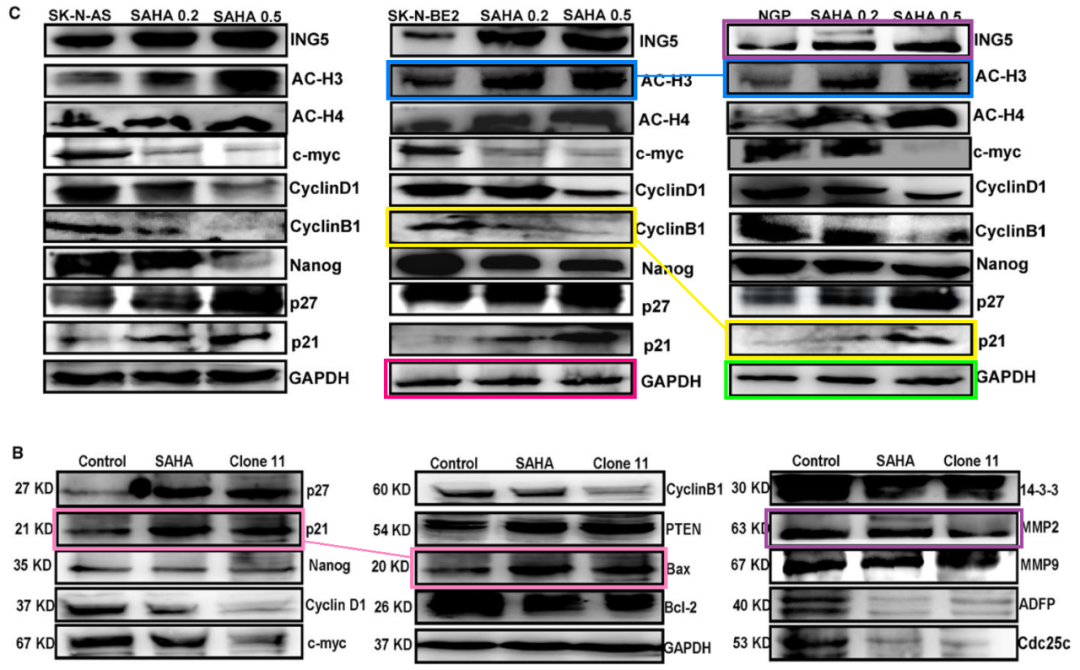 C
SK-N-AS SAHA 0.2 SAHA 0.5
ING5
AC-H3
AC-H4
c-myc
CyclinD1
CyclinB1
Nanog
p27
p21
GAPDH
SK-N-BE2 SAHA 0.2 SAHA 0.5
ING5
AC-H3
AC-H4
c-myc
CyclinD1
CyclinB1
Nanog
p27
p21
GAPDH
NGP SAHA 0.2 SAHA 0.5
ING5
AC-H3
AC-H4
c-myc
CyclinD1
CyclinB1
Nanog
p27
p21
GAPDH
B
Control SAHA Clone 11
27 KD p27
21 KD p21
35 KD Nanog
37 KD Cyclin D1
67 KD c-myc
Control SAHA Clone 11
60 KD CyclinB1
54 KD PTEN
20 KD Bax
26 KD Bcl-2
37 KD GAPDH
Control SAHA Clone 11
30 KD 14-3-3
63 KD MMP2
67 KD MMP9
40 KD ADFP
53 KD Cdc25c